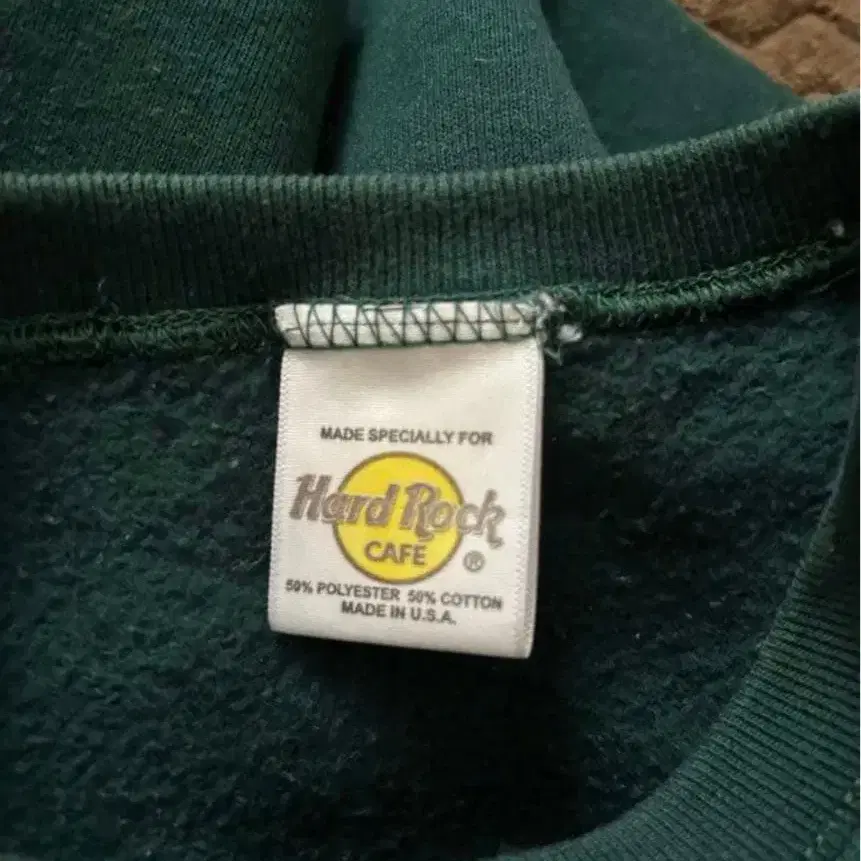 MADE SPECIALLY FOR
Hard Rock
CAFE ®
50% POLYESTER 50% COTTON
MADE IN U.S.A.